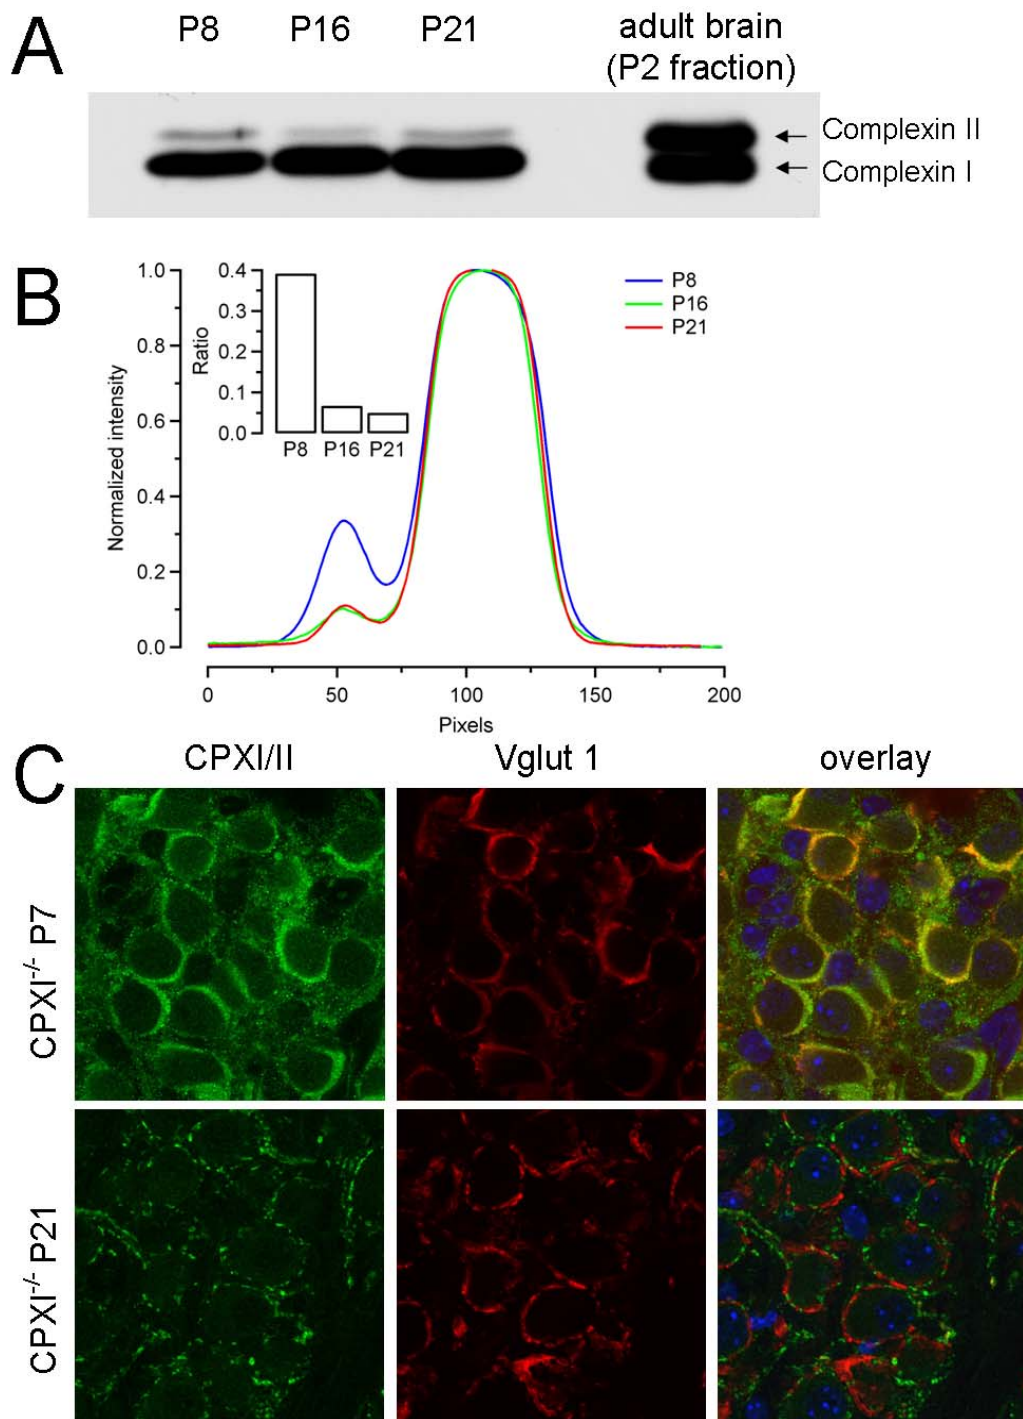 A
P8
P16
P21
adult brain
(P2 fraction)
Complexin II
Complexin I
B
1.0
0.8
0.6
0.4
0.2
0.0
Normalized intensity
0.4
0.3
0.2
0.1
0.0
Ratio
P8
P16
P21
P8
P16
P21
0
50
100
150
200
Pixels
C
CPXI/II
Vglut 1
overlay
CPXI-/- P7
CPXI-/- P21